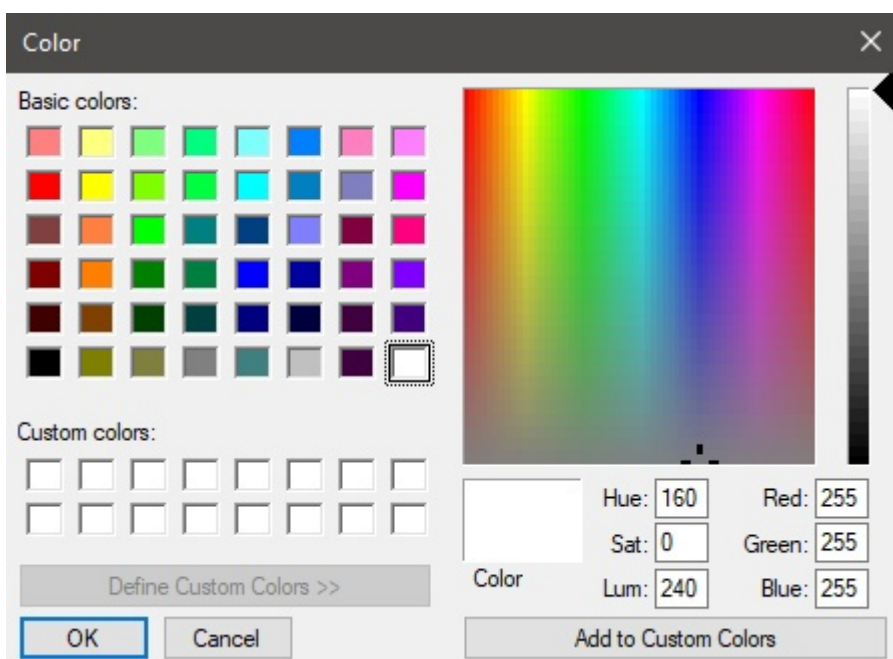 Color
Basic colors:
Custom colors:
Define Custom Colors >>
OK Cancel
Color
Hue: 160 Red: 255
Sat: 0 Green: 255
Lum: 240 Blue: 255
Add to Custom Colors